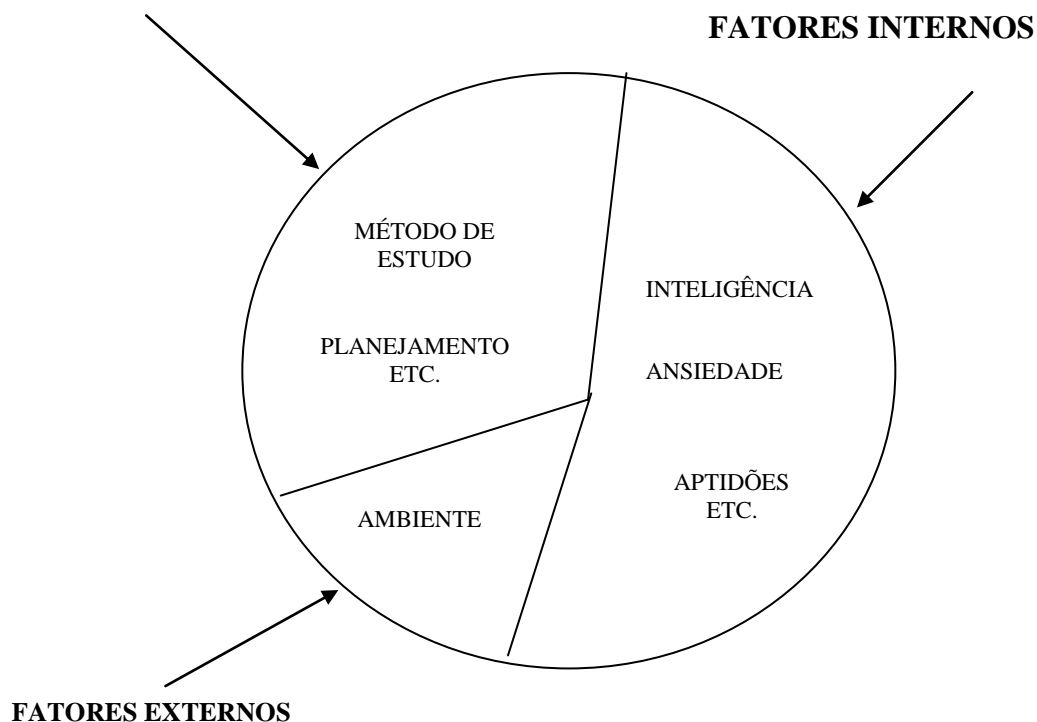 FATORES INTERNOS
MÉTODO DE
ESTUDO
PLANEJAMENTO
ETC.
INTELIGÊNCIA
ANSIEDADE
APTIDÕES
ETC.
AMBIENTE
FATORES EXTERNOS